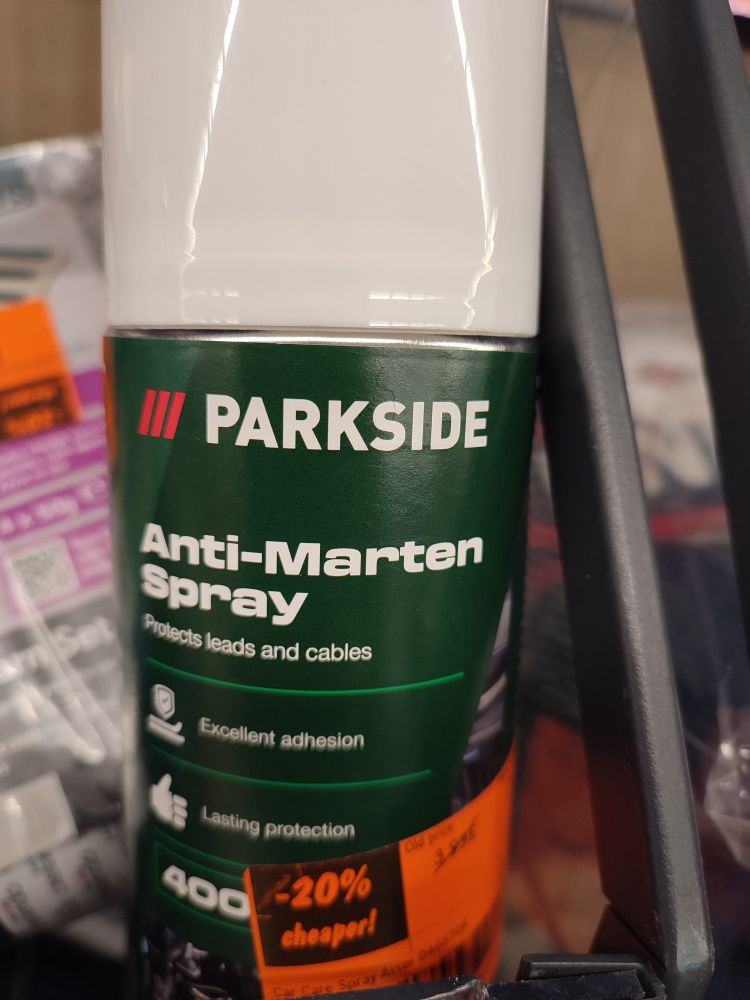 PARKSIDE
Anti-Marten
Spray
Protects leads and cables
Excellent adhesion
Lasting protection
400
-20%
cheaper!
Old price
Car Care Spray